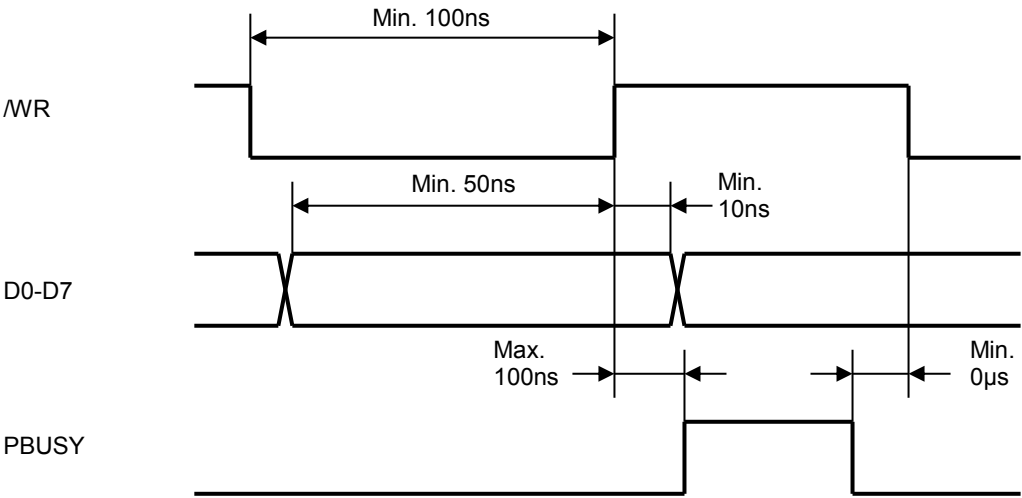 Min. 100ns
/WR
Min. 50ns
Min.
10ns
D0-D7
Max.
100ns
Min.
0µs
PBUSY